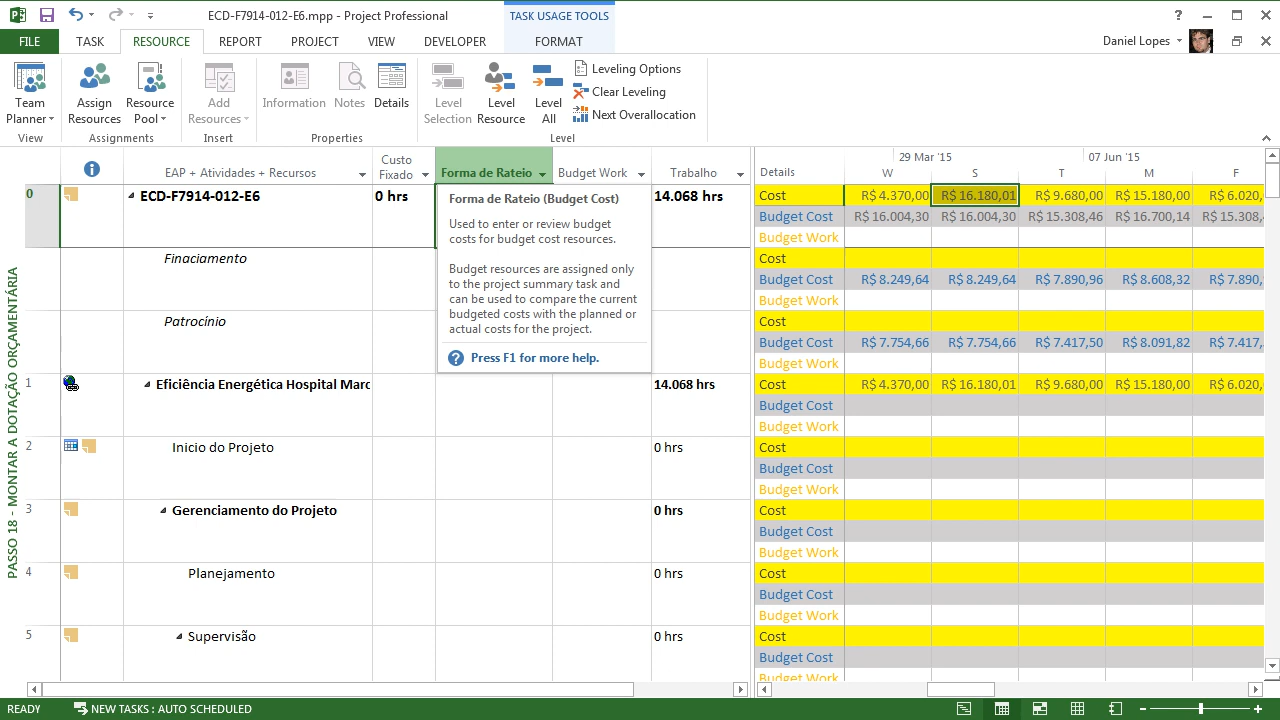 ECD-F7914-012-E6.mpp - Project Professional
TASK USAGE TOOLS
FILE TASK RESOURCE REPORT PROJECT VIEW DEVELOPER FORMAT
Daniel Lopes
Team Planner
Assign Resources
Resource Pool
Add Resources
Information
Notes
Details
Level Selection
Level Resource
Level All
Leveling Options
Clear Leveling
Next Overallocation
View Assignments Insert Properties Level
EAP + Atividades + Recursos
Custo Fixado
Forma de Rateio
Budget Work
Trabalho
Details
29 Mar '15 07 Jun '15
W S T M F
PASSO 18 - MONTAR A DOTAÇÃO ORÇAMENTÁRIA
0 ECD-F7914-012-E6 0 hrs 14.068 hrs
Forma de Rateio (Budget Cost)
Used to enter or review budget
costs for budget cost resources.
Budget resources are assigned only
to the project summary task and
can be used to compare the current
budgeted costs with the planned or
actual costs for the project.
Press F1 for more help.
Cost R$ 4.370,00 R$ 16.180,01 R$ 9.680,00 R$ 15.180,00 R$ 6.020,
Budget Cost R$ 16.004,30 R$ 16.004,30 R$ 15.308,46 R$ 16.700,14 R$ 15.308,4
Budget Work
Finaciamento
Cost
Budget Cost R$ 8.249,64 R$ 8.249,64 R$ 7.890,96 R$ 8.608,32 R$ 7.890,
Budget Work
Patrocínio
Cost
Budget Cost R$ 7.754,66 R$ 7.754,66 R$ 7.417,50 R$ 8.091,82 R$ 7.417,
Budget Work
1 Eficiência Energética Hospital Marc 14.068 hrs
Cost R$ 4.370,00 R$ 16.180,01 R$ 9.680,00 R$ 15.180,00 R$ 6.020,
Budget Cost
Budget Work
2 Inicio do Projeto 0 hrs
Cost
Budget Cost
Budget Work
3 Gerenciamento do Projeto 0 hrs
Cost
Budget Cost
Budget Work
4 Planejamento 0 hrs
Cost
Budget Cost
Budget Work
5 Supervisão 0 hrs
Cost
Budget Cost
Budget Work
READY NEW TASKS : AUTO SCHEDULED